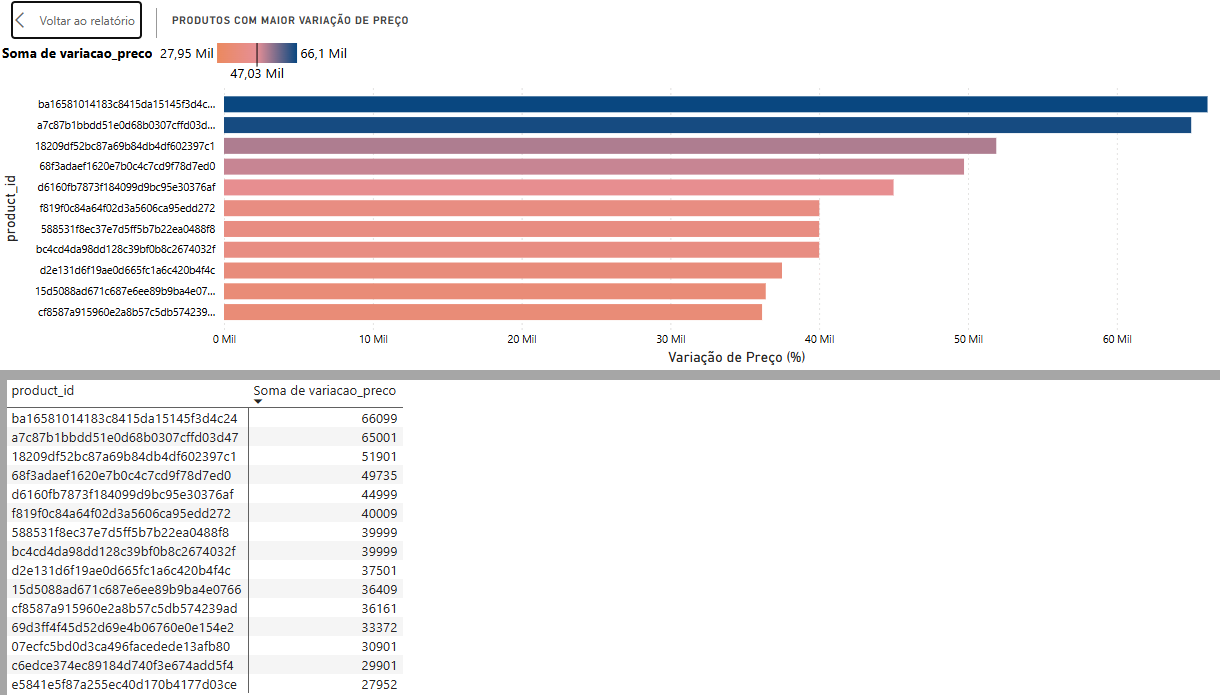 Voltar ao relatório
PRODUTOS COM MAIOR VARIAÇÃO DE PREÇO
Soma de variacao_preco 27,95 Mil 66,1 Mil
47,03 Mil
product_id
ba16581014183c8415da15145f3d4c...
a7c87b1bbdd51e0d68b0307cffd03d...
18209df52bc87a69b84db4df602397c1
68f3adaef1620e7b0c4c7cd9f78d7ed0
d6160fb7873f184099d9bc95e30376af
f819f0c84a64f02d3a5606ca95edd272
588531f8ec37e7d5ff5b7b22ea0488f8
bc4cd4da98dd128c39bf0b8c2674032f
d2e131d6f19ae0d665fc1a6c420b4f4c
15d5088ad671c687e6ee89b9ba4e07...
cf8587a915960e2a8b57c5db574239...
0 Mil 10 Mil 20 Mil 30 Mil 40 Mil 50 Mil 60 Mil
Variação de Preço (%)
product_id Soma de variacao_preco
ba16581014183c8415da15145f3d4c24 66099
a7c87b1bbdd51e0d68b0307cffd03d47 65001
18209df52bc87a69b84db4df602397c1 51901
68f3adaef1620e7b0c4c7cd9f78d7ed0 49735
d6160fb7873f184099d9bc95e30376af 44999
f819f0c84a64f02d3a5606ca95edd272 40009
588531f8ec37e7d5ff5b7b22ea0488f8 39999
bc4cd4da98dd128c39bf0b8c2674032f 39999
d2e131d6f19ae0d665fc1a6c420b4f4c 37501
15d5088ad671c687e6ee89b9ba4e0766 36409
cf8587a915960e2a8b57c5db574239ad 36161
69d3ff4f45d52d69e4b06760e0e154e2 33372
07ecfc5bd0d3ca496facedede13afb80 30901
c6edce374ec89184d740f3e674add5f4 29901
e5841e5f87a255ec40d170b4177d03ce 27952